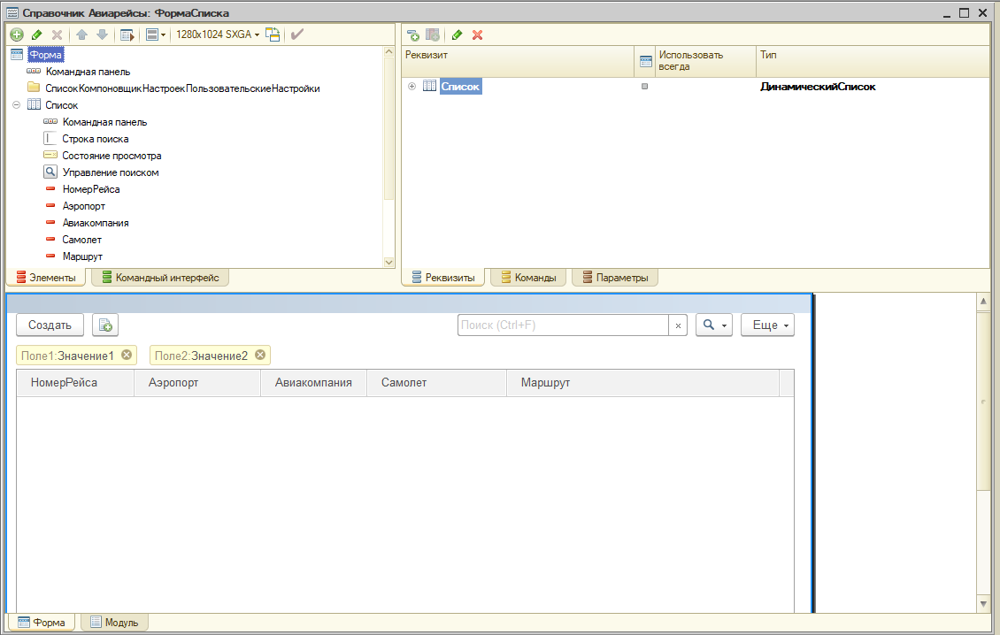 Справочник Авиарейсы: ФормаСписка
1280x1024 SXGA
Форма
Командная панель
СписокКомпоновщикНастроекПользовательскиеНастройки
Список
Командная панель
Строка поиска
Состояние просмотра
Управление поиском
НомерРейса
Аэропорт
Авиакомпания
Самолет
Маршрут
Элементы Командный интерфейс
Реквизит Использовать всегда Тип
Список ДинамическийСписок
Реквизиты Команды Параметры
Создать Поиск (Ctrl+F) × Еще
Поле1:Значение1 Поле2:Значение2
НомерРейса Аэропорт Авиакомпания Самолет Маршрут
Форма Модуль